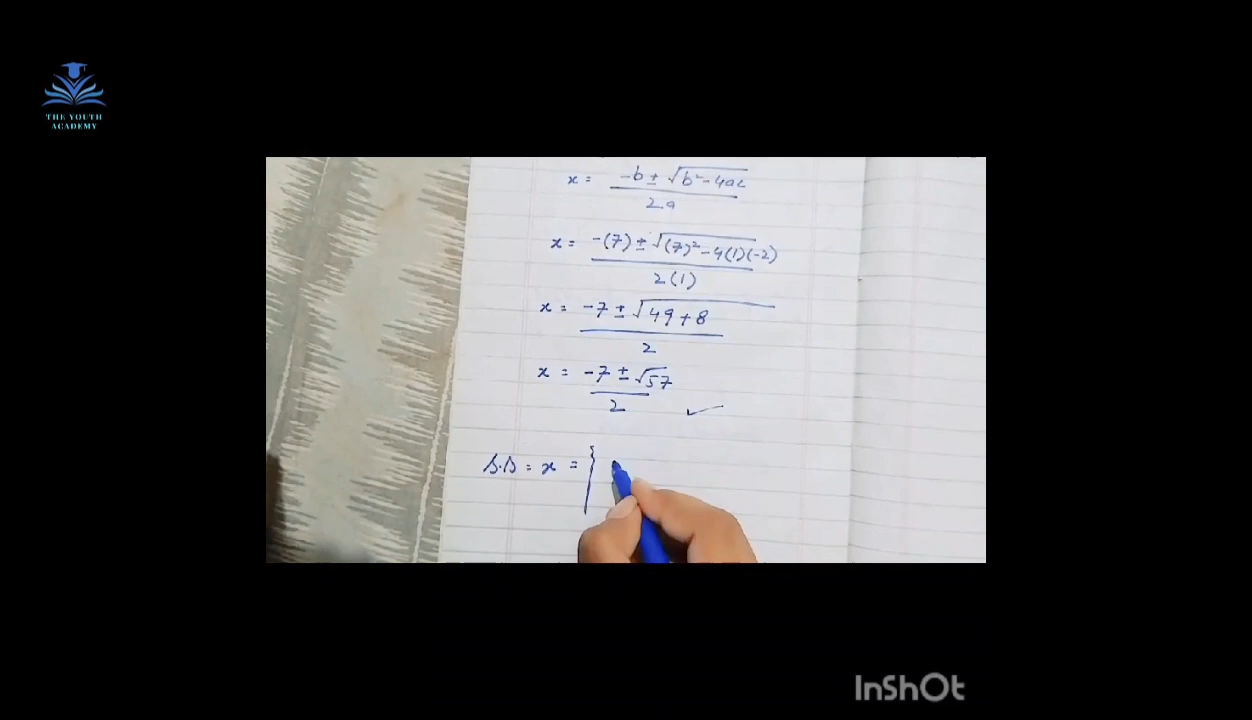 THE YOUTH
ACADEMY
x = -b ± √b² - 4ac / 2a
x = -(7) ± √(7)² - 4(1)(-2) / 2(1)
x = -7 ± √49 + 8 / 2
x = -7 ± √57 / 2 ✓
S.S = x = {
InShOt